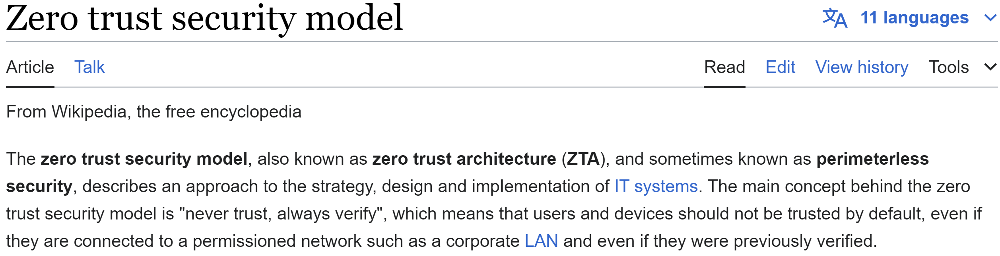 Zero trust security model
文A 11 languages
Article Talk Read Edit View history Tools
From Wikipedia, the free encyclopedia
The zero trust security model, also known as zero trust architecture (ZTA), and sometimes known as perimeterless
security, describes an approach to the strategy, design and implementation of IT systems. The main concept behind the zero
trust security model is "never trust, always verify", which means that users and devices should not be trusted by default, even if
they are connected to a permissioned network such as a corporate LAN and even if they were previously verified.